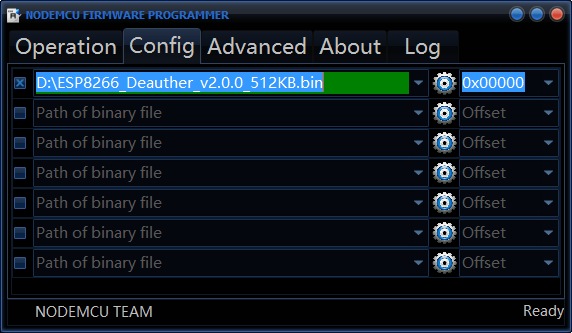 NODEMCU FIRMWARE PROGRAMMER
Operation Config Advanced About Log
D:\ESP8266_Deauther_v2.0.0_512KB.bin 0x00000
Path of binary file Offset
Path of binary file Offset
Path of binary file Offset
Path of binary file Offset
Path of binary file Offset
Path of binary file Offset
NODEMCU TEAM Ready